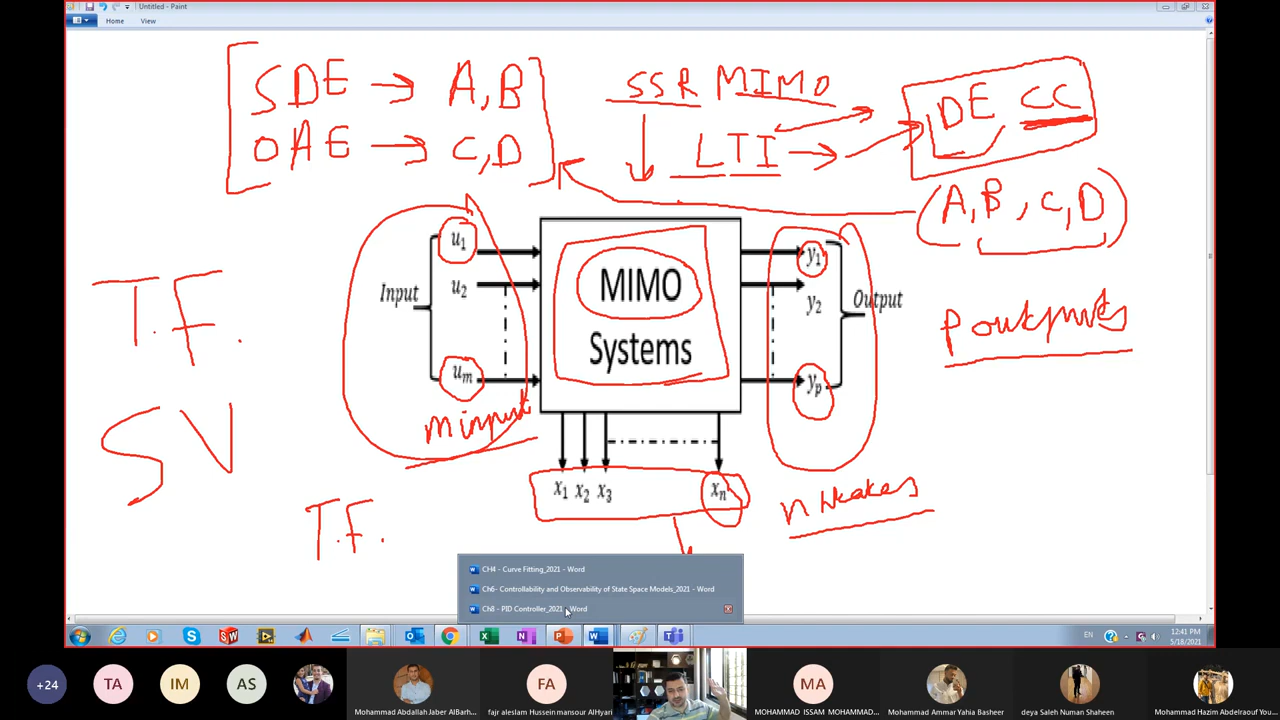 Untitled - Paint
Home View
SDE → A, B
OAE → C, D
SSR MIMO
LTI →
DE CC
(A, B, C, D)
T.F.
SV
T.F.
Input
u1
u2
um
m input
MIMO
Systems
y1
y2
yp
Output
p outputs
x1 x2 x3 xn
n states
CH4 - Curve Fitting_2021 - Word
Ch6- Controllability and Observability of State Space Models_2021 - Word
Ch8 - PID Controller_2021 - Word
EN
12:41 PM
5/18/2021
+24
TA
IM
AS
FA
MA
Mohammad Abdallah Jaber AlBarh...
fajr aleslam Hussein mansour AlHyari
MOHAMMAD ISSAM MOHAMMAD...
Mohammad Ammar Yahia Basheer
deya Saleh Numan Shaheen
Mohammad Hazim Abdelraouf You...